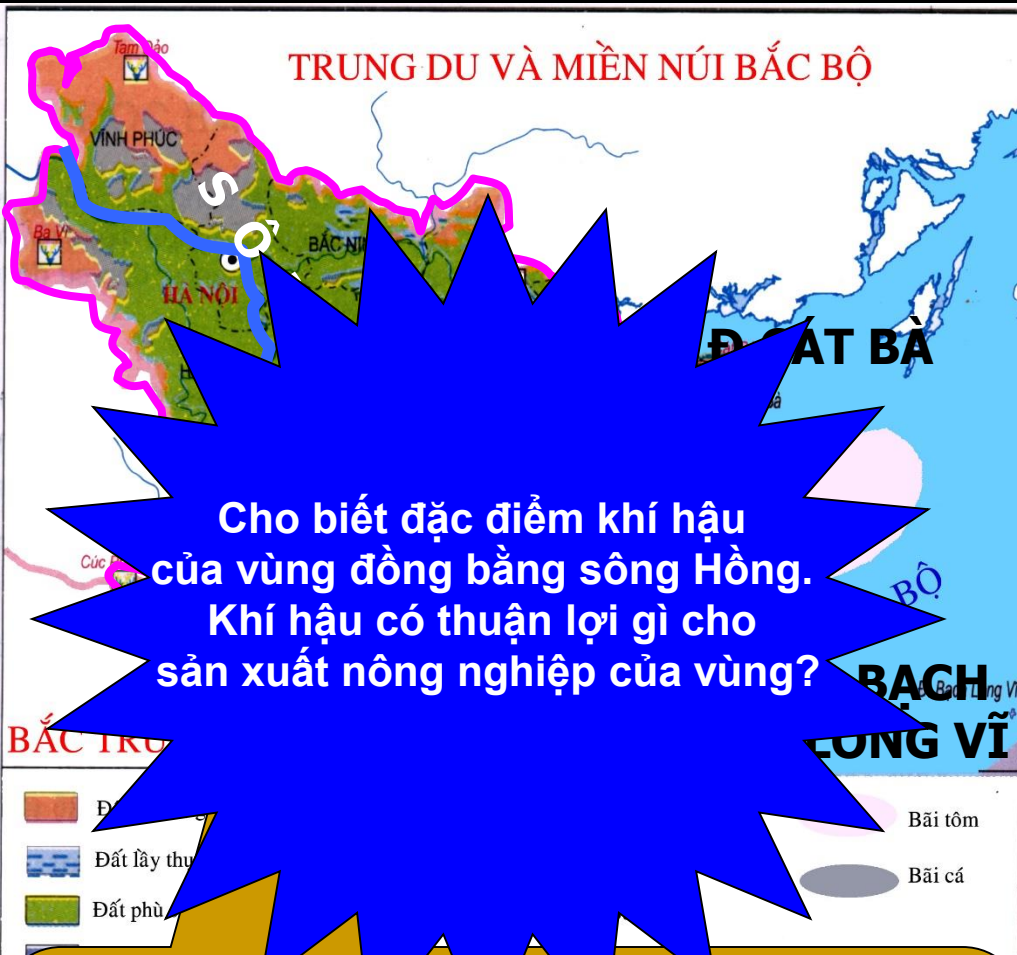 Tam Đảo
TRUNG DU VÀ MIỀN NÚI BẮC BỘ
VĨNH PHÚC
S Ô
Ba Vì
BẮC NI
HÀ NỘI
Đ CÁT BÀ
Cho biết đặc điểm khí hậu
của vùng đồng bằng sông Hồng.
Khí hậu có thuận lợi gì cho
sản xuất nông nghiệp của vùng?
Cúc
BỘ
BẠCH
LONG VĨ
BẮC TRU
Bãi tôm
Đất lầy thụ
Bãi cá
Đất phù